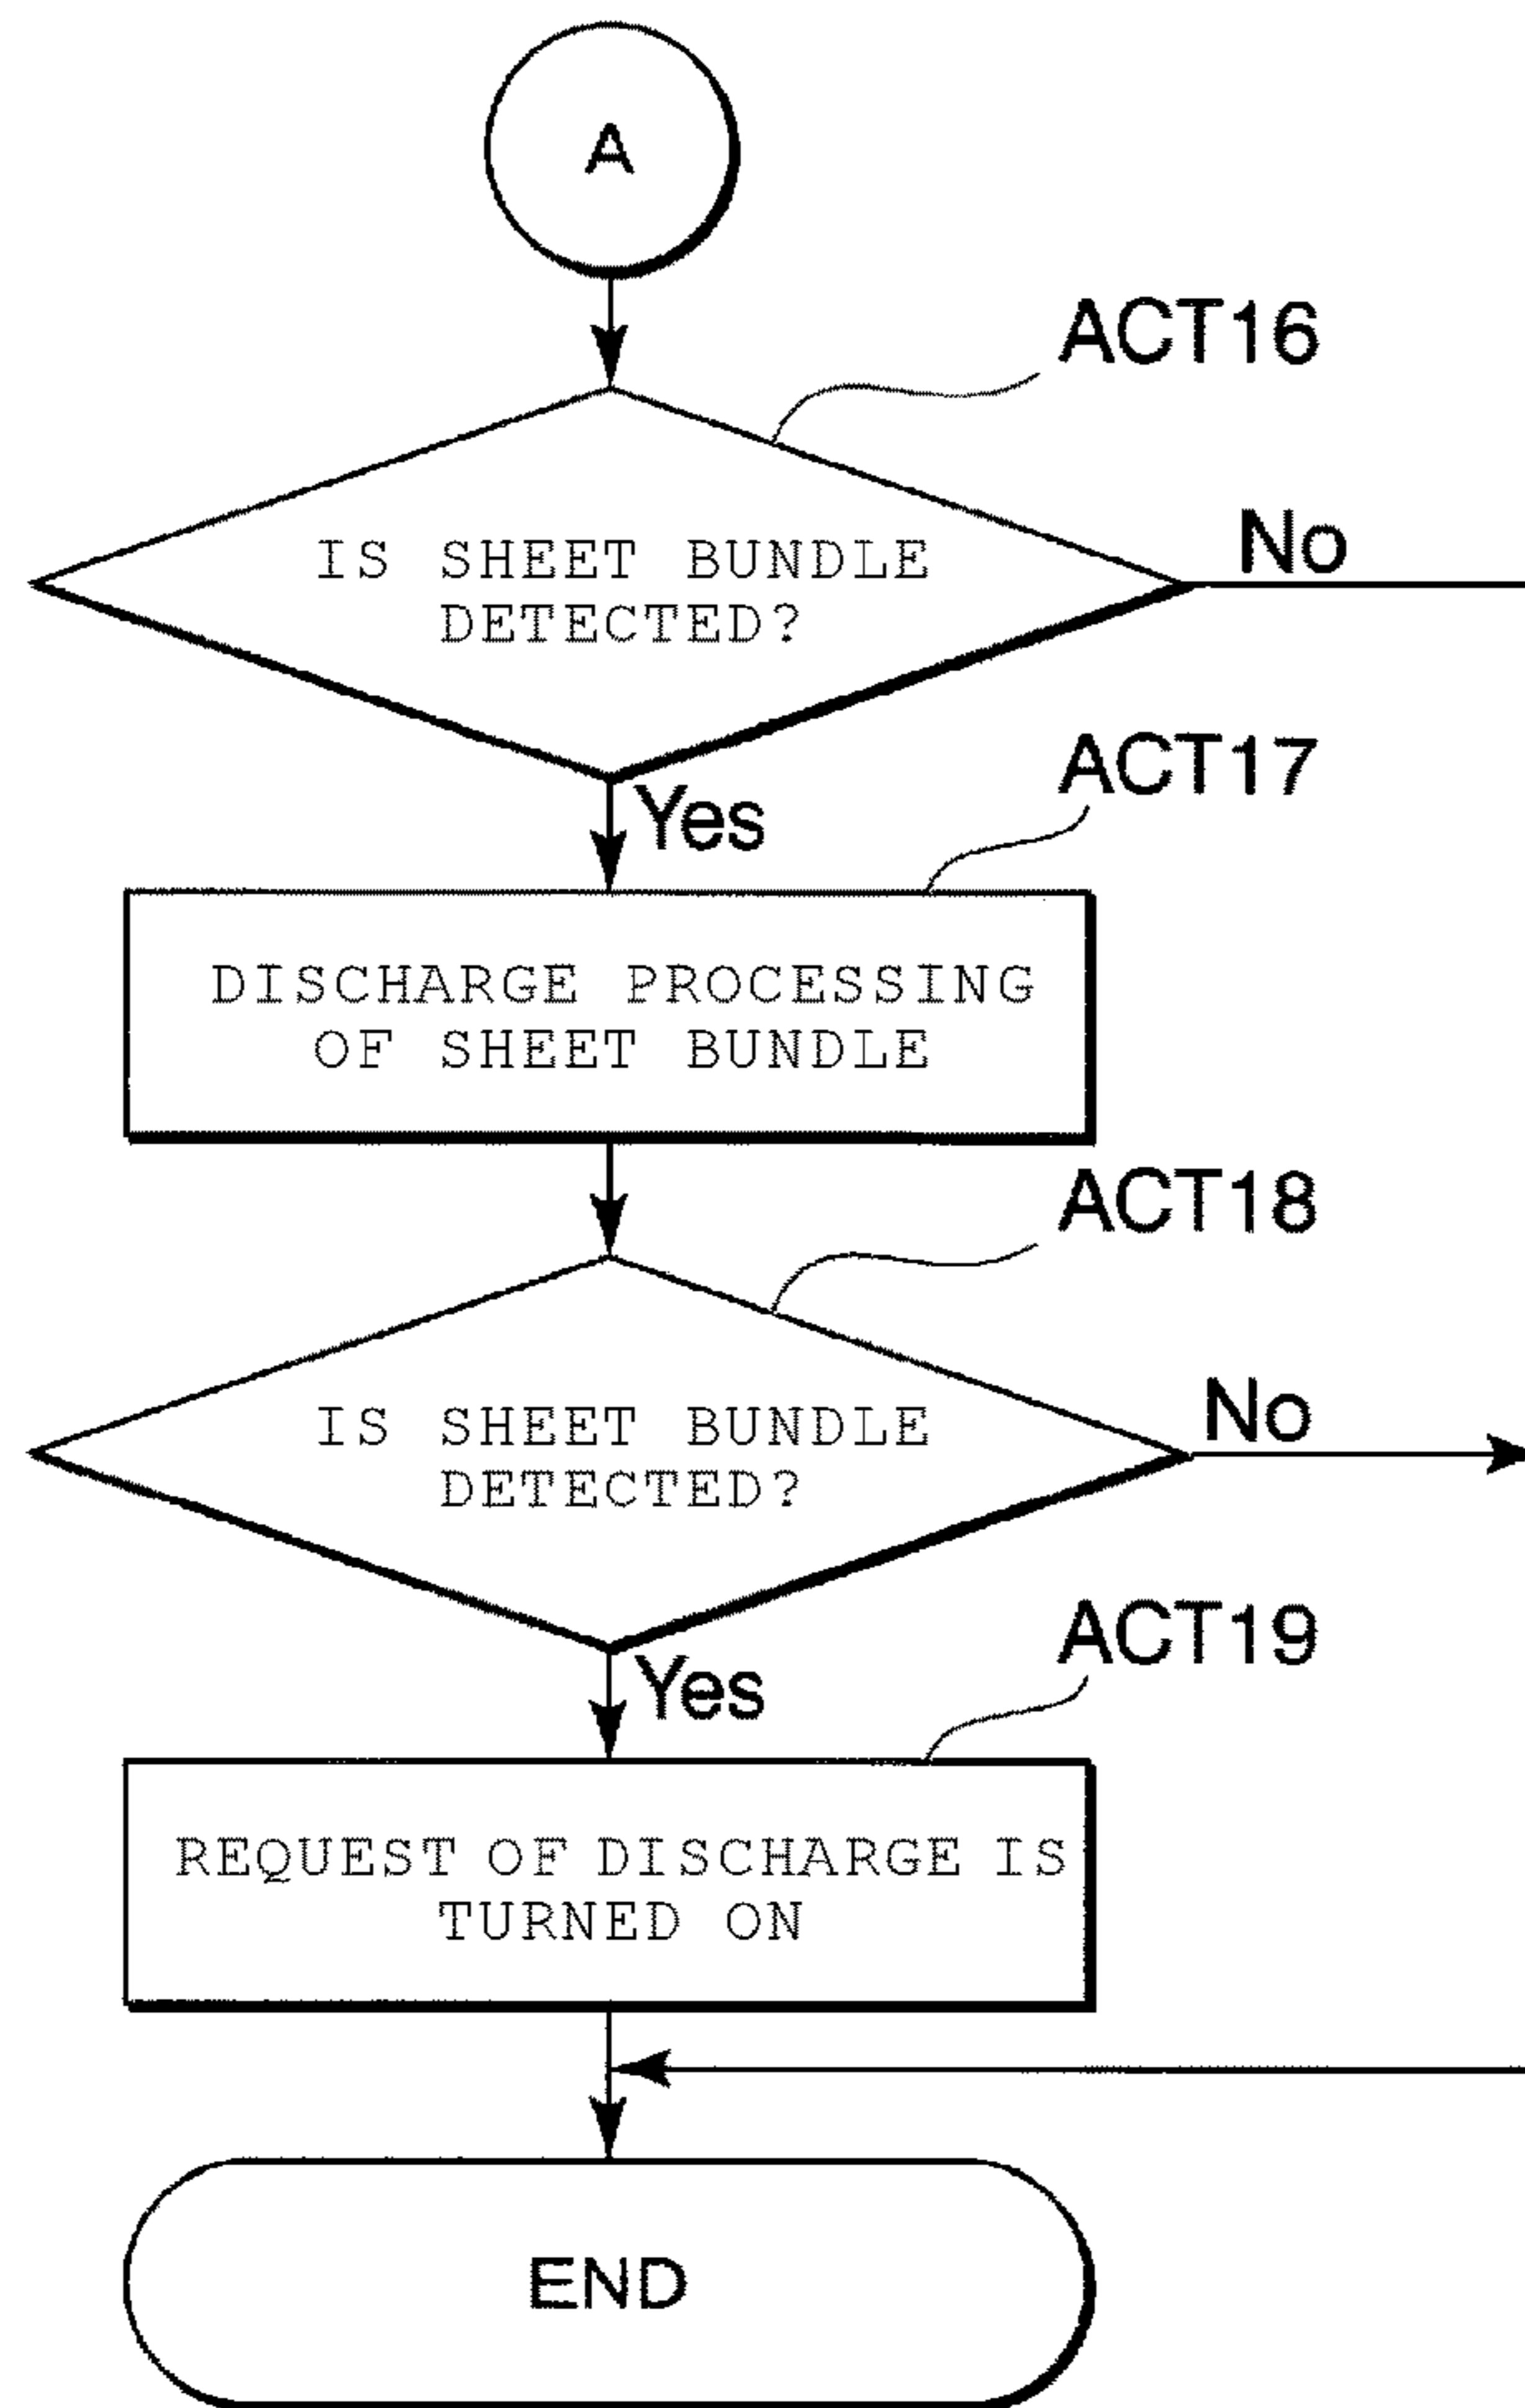 A
ACT16
IS SHEET BUNDLE
DETECTED?
No
Yes
ACT17
DISCHARGE PROCESSING
OF SHEET BUNDLE
ACT18
IS SHEET BUNDLE
DETECTED?
No
Yes
ACT19
REQUEST OF DISCHARGE IS
TURNED ON
END